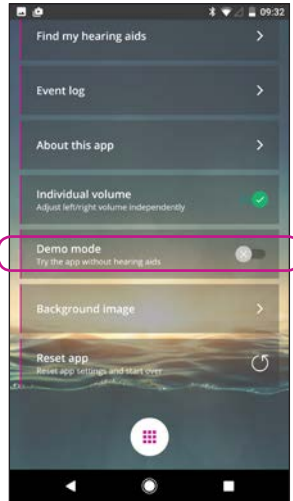 09:32
Find my hearing aids
Event log
About this app
Individual volume
Adjust left/right volume independently
Demo mode
Try the app without hearing aids
Background image
Reset app
Reset app settings and start over